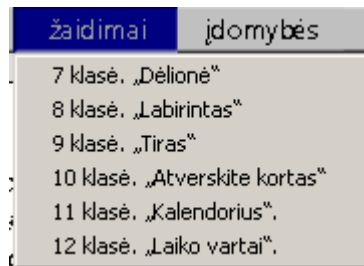 žaidimai įdomybės
7 klasė. „Dėlionė“
8 klasė. „Labirintas“
9 klasė. „Tiras“
10 klasė. „Atverskite kortas“
11 klasė. „Kalendorius“.
12 klasė. „Laiko vartai“.